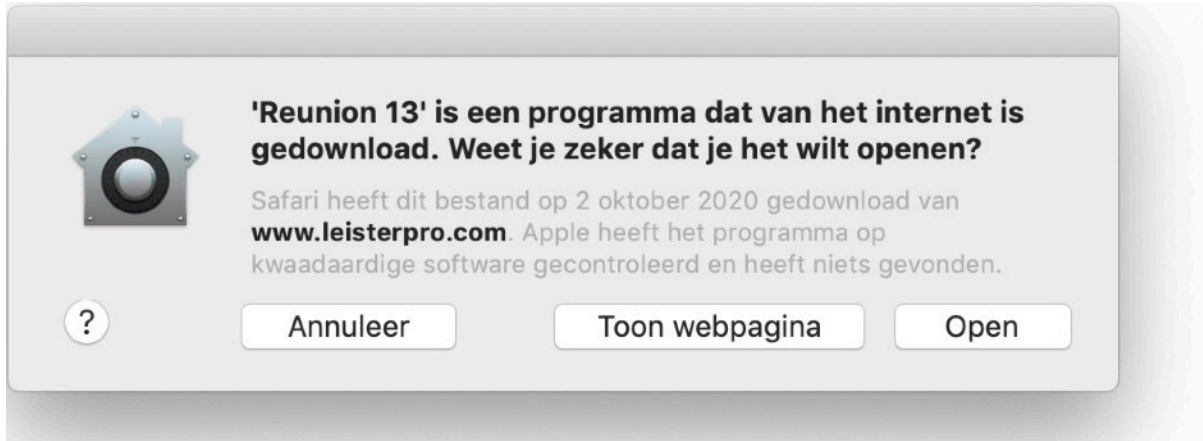 'Reunion 13' is een programma dat van het internet is
gedownload. Weet je zeker dat je het wilt openen?
Safari heeft dit bestand op 2 oktober 2020 gedownload van
www.leisterpro.com. Apple heeft het programma op
kwaadaardige software gecontroleerd en heeft niets gevonden.
?
Annuleer
Toon webpagina
Open